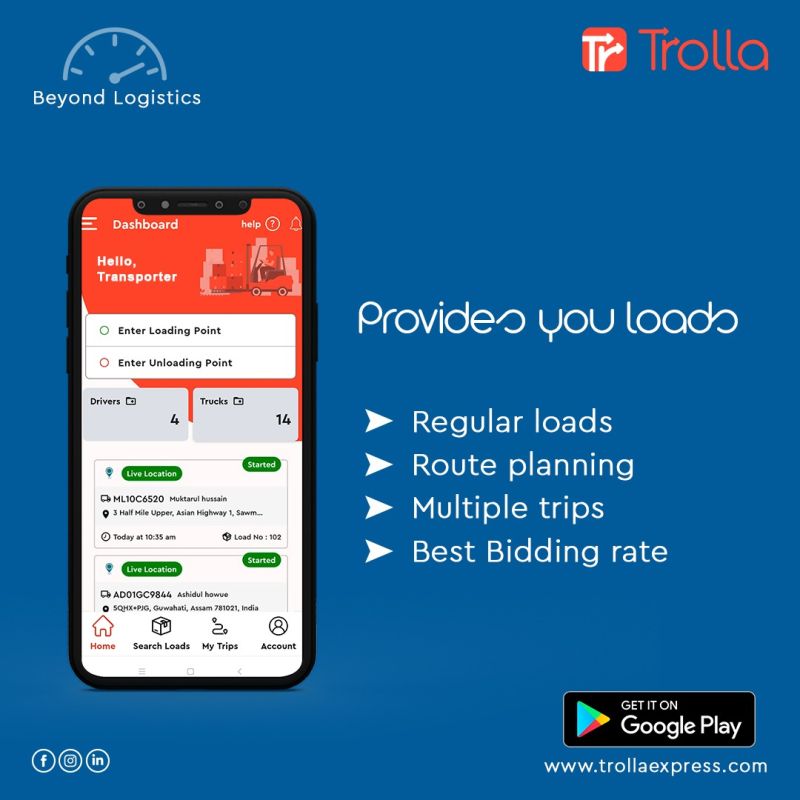 Beyond Logistics
Trolla
Dashboard
help ?
Hello,
Transporter
Enter Loading Point
Enter Unloading Point
Drivers
4
Trucks
14
Started
Live Location
ML10C6520 Muktarul hussain
3 Half Mile Upper, Asian Highway 1, Sawm...
Today at 10:35 am
Load No : 102
Started
Live Location
AD01GC9844 Ashidul howue
5QHX+PJG, Guwahati, Assam 781021, India
Home
Search Loads
My Trips
Account
Provides you loads
Regular loads
Route planning
Multiple trips
Best Bidding rate
GET IT ON
Google Play
www.trollaexpress.com